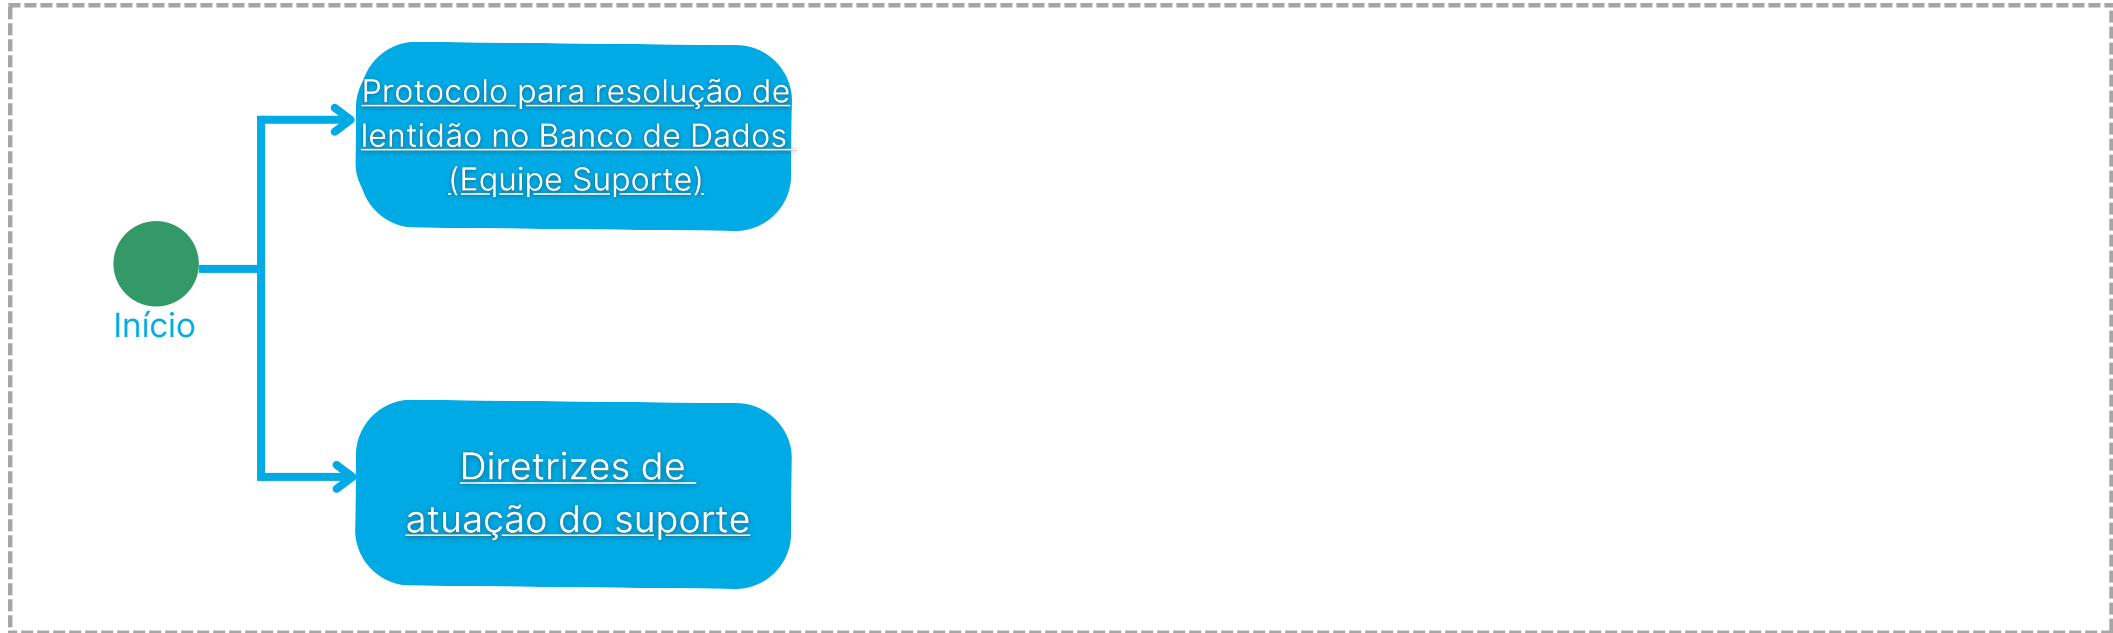 Protocolo para resolução de
lentidão no Banco de Dados
(Equipe Suporte)
Início
Diretrizes de
atuação do suporte